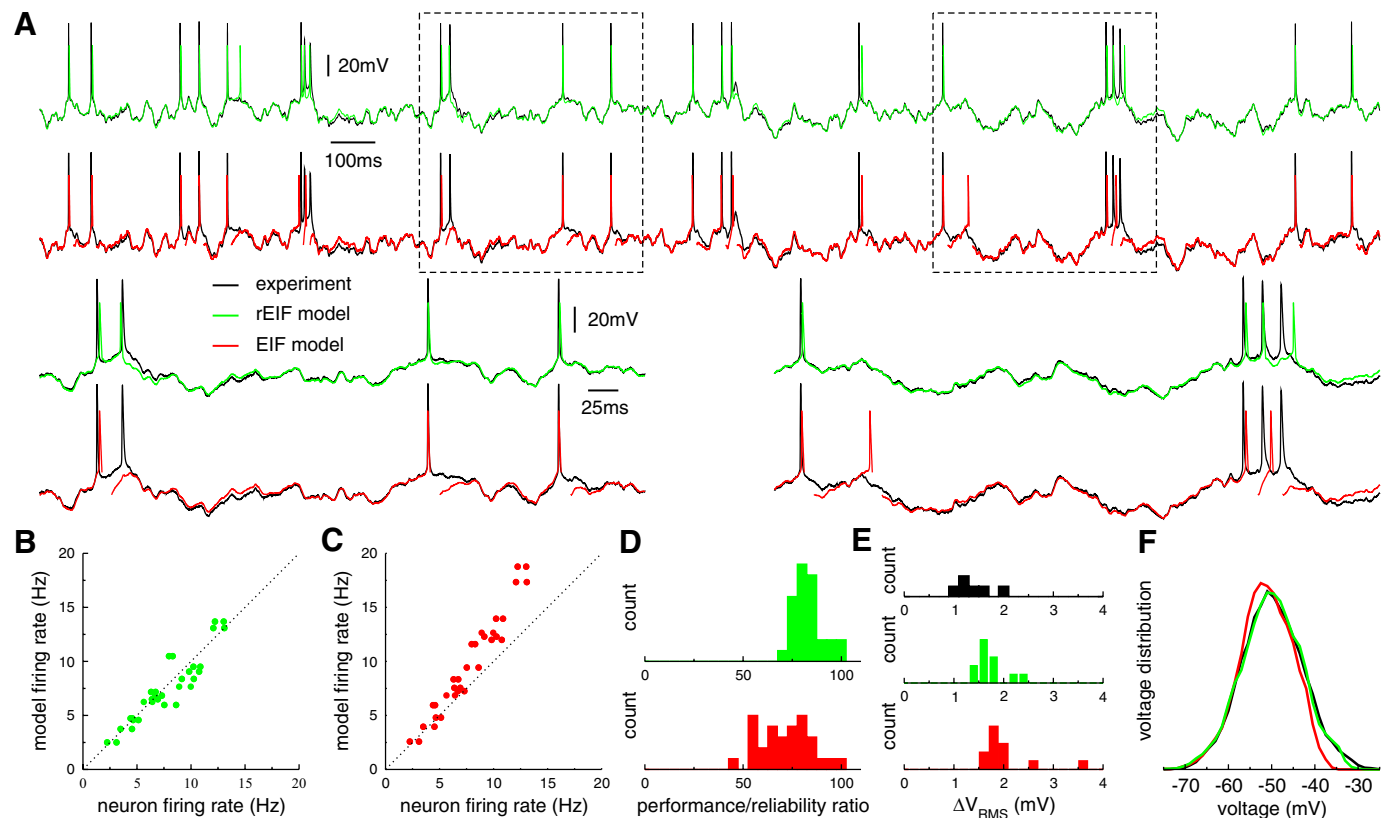 A
20mV
100ms
experiment
rEIF model
EIF model
20mV
25ms
B
model firing rate (Hz)
20
15
10
5
0
0 5 10 15 20
neuron firing rate (Hz)
C
model firing rate (Hz)
20
15
10
5
0
0 5 10 15 20
neuron firing rate (Hz)
D
count
0 50 100
count
0 50 100
performance/reliability ratio
E
count
0 1 2 3 4
count
0 1 2 3 4
count
0 1 2 3 4
ΔV_RMS (mV)
F
voltage distribution
-70 -60 -50 -40 -30
voltage (mV)